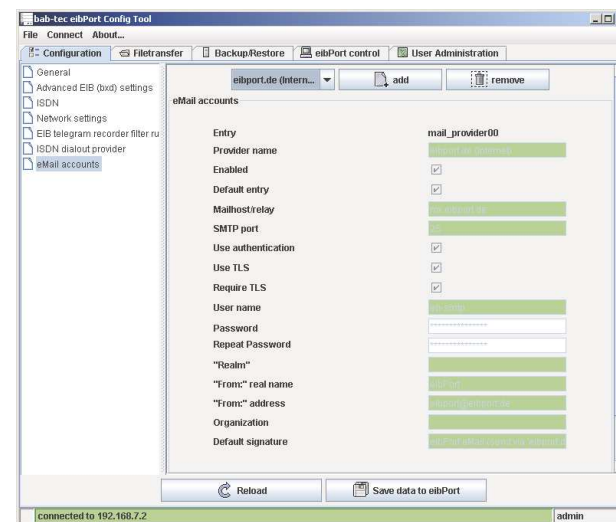 bab-tec eibPort Config Tool
File Connect About...
Configuration Filetransfer Backup/Restore eibPort control User Administration
General
Advanced EIB (bxd) settings
ISDN
Network settings
EIB telegram recorder filter ru
ISDN dialout provider
eMail accounts
eibport.de (Intern... add remove
eMail accounts
Entry mail_provider00
Provider name
Enabled
Default entry
Mailhost/relay
SMTP port
Use authentication
Use TLS
Require TLS
User name
Password
Repeat Password
"Realm"
"From:" real name
"From:" address
Organization
Default signature
Reload Save data to eibPort
connected to 192.168.7.2 admin